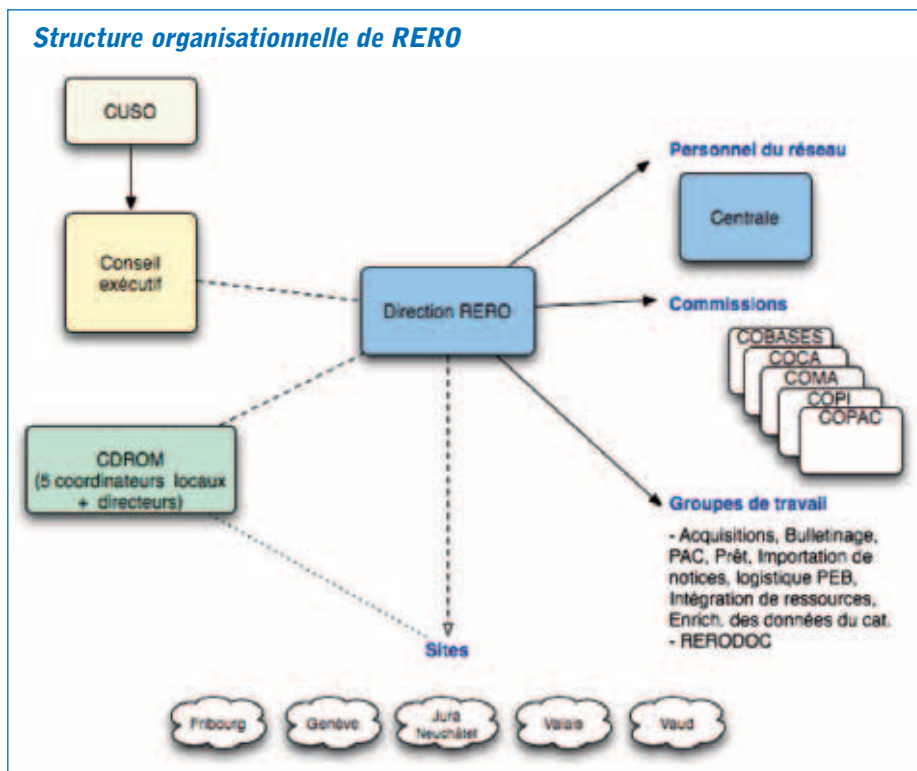 Structure organisationnelle de RERO
CUSO
Conseil
exécutif
Direction RERO
CDROM
(5 coordinateurs locaux
+ directeurs)
Personnel du réseau
Centrale
Commissions
COBASES
COCA
COMA
COPI
COPAC
Groupes de travail
- Acquisitions, Bulletinage,
PAC, Prêt, Importation de
notices, logistique PEB,
Intégration de ressources,
Enrich. des données du cat.
- RERODOC
Sites
Fribourg
Genève
Jura
Neuchâtel
Valais
Vaud